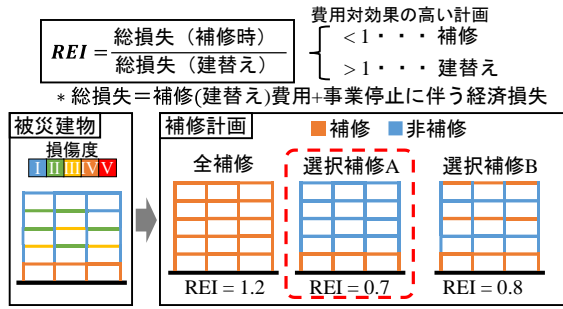 費用対効果の高い計画
REI = 総損失（補修時）
総損失（建替え）
< 1・・・補修
> 1・・・建替え
＊総損失＝補修(建替え)費用+事業停止に伴う経済損失
被災建物
損傷度
I II III IV V
補修計画
補修 非補修
全補修 選択補修A 選択補修B
REI = 1.2 REI = 0.7 REI = 0.8